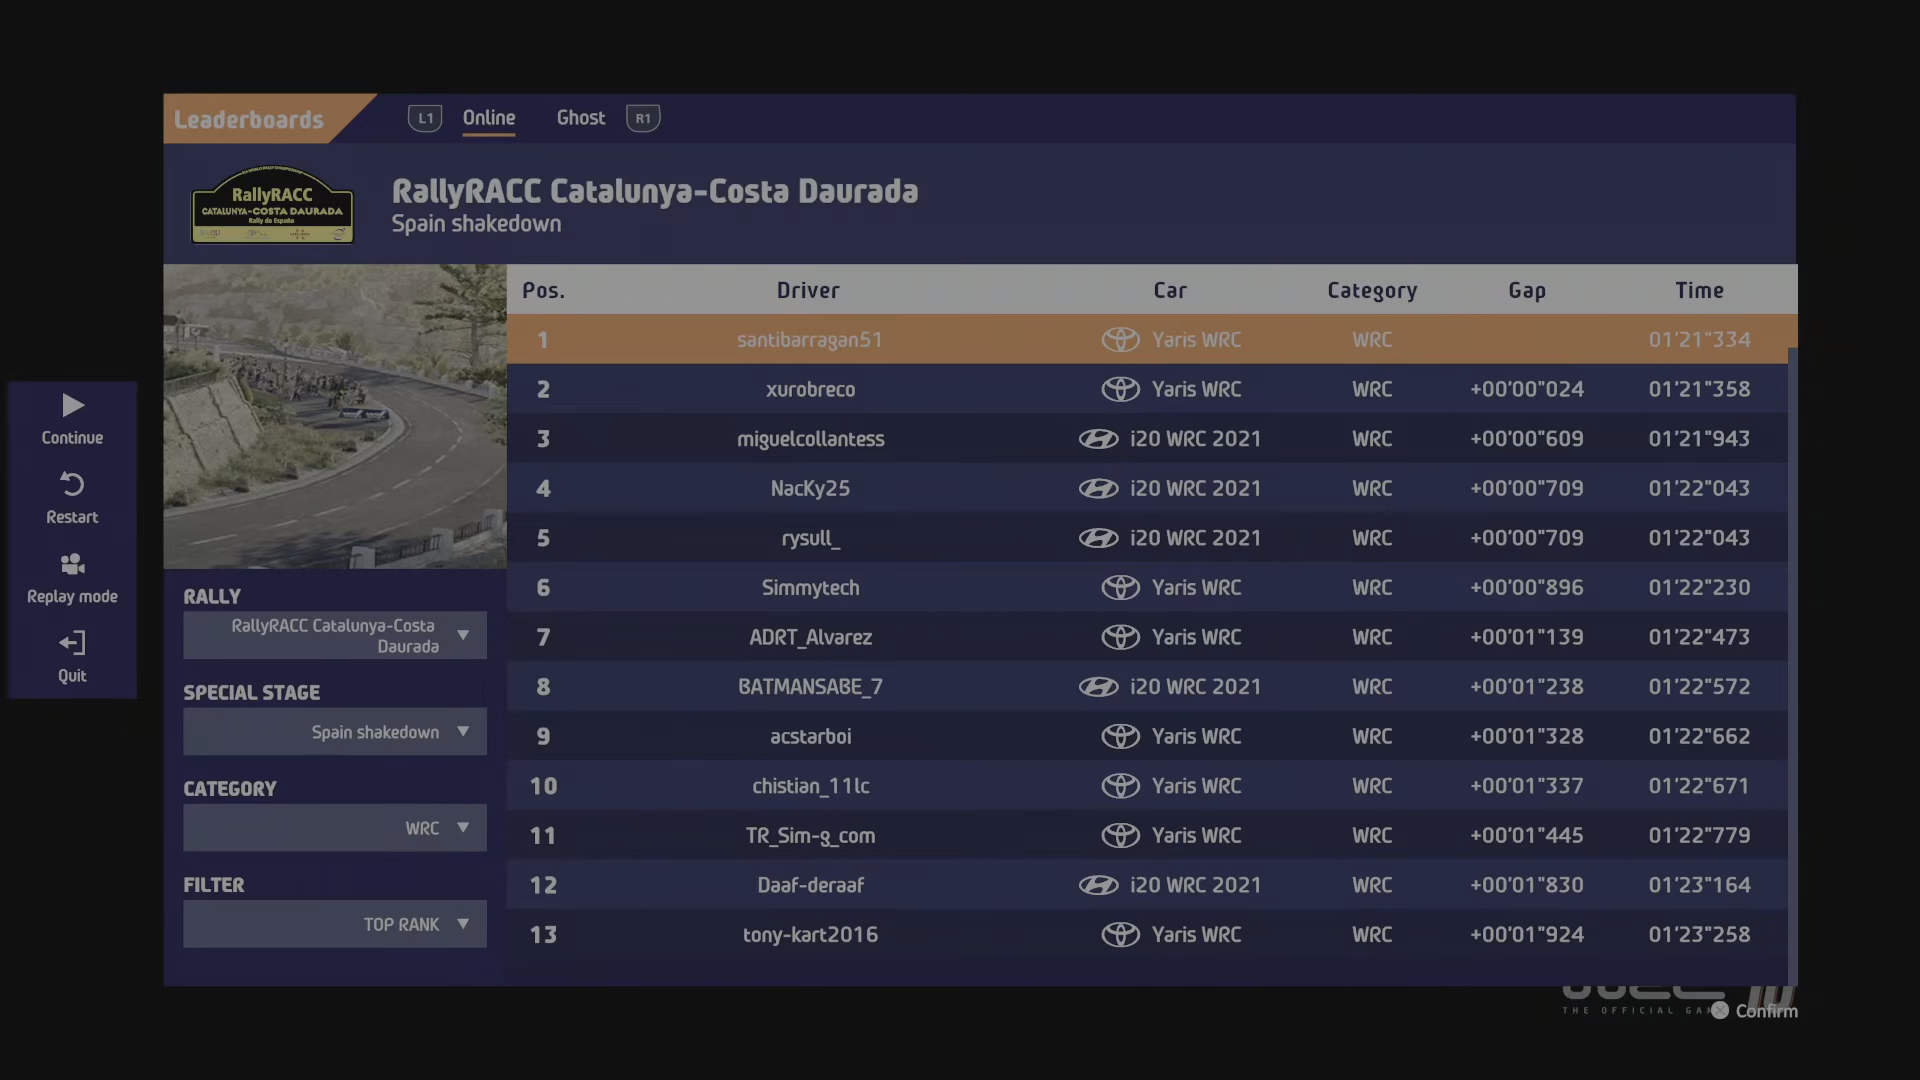 Leaderboards
L1 Online Ghost R1
RallyRACC
CATALUNYA-COSTA DAURADA
Rally de España
RallyRACC Catalunya-Costa Daurada
Spain shakedown
Continue
Restart
Replay mode
Quit
RALLY
RallyRACC Catalunya-Costa
Daurada
SPECIAL STAGE
Spain shakedown
CATEGORY
WRC
FILTER
TOP RANK
Pos. Driver Car Category Gap Time
1 santibarragan51 Yaris WRC WRC 01'21"334
2 xurobreco Yaris WRC WRC +00'00"024 01'21"358
3 miguelcollantess i20 WRC 2021 WRC +00'00"609 01'21"943
4 NacKy25 i20 WRC 2021 WRC +00'00"709 01'22"043
5 rysull_ i20 WRC 2021 WRC +00'00"709 01'22"043
6 Simmytech Yaris WRC WRC +00'00"896 01'22"230
7 ADRT_Alvarez Yaris WRC WRC +00'01"139 01'22"473
8 BATMANSABE_7 i20 WRC 2021 WRC +00'01"238 01'22"572
9 acstarboi Yaris WRC WRC +00'01"328 01'22"662
10 chistian_11lc Yaris WRC WRC +00'01"337 01'22"671
11 TR_Sim-g_com Yaris WRC WRC +00'01"445 01'22"779
12 Daaf-deraaf i20 WRC 2021 WRC +00'01"830 01'23"164
13 tony-kart2016 Yaris WRC WRC +00'01"924 01'23"258
THE OFFICIAL GA
Confirm